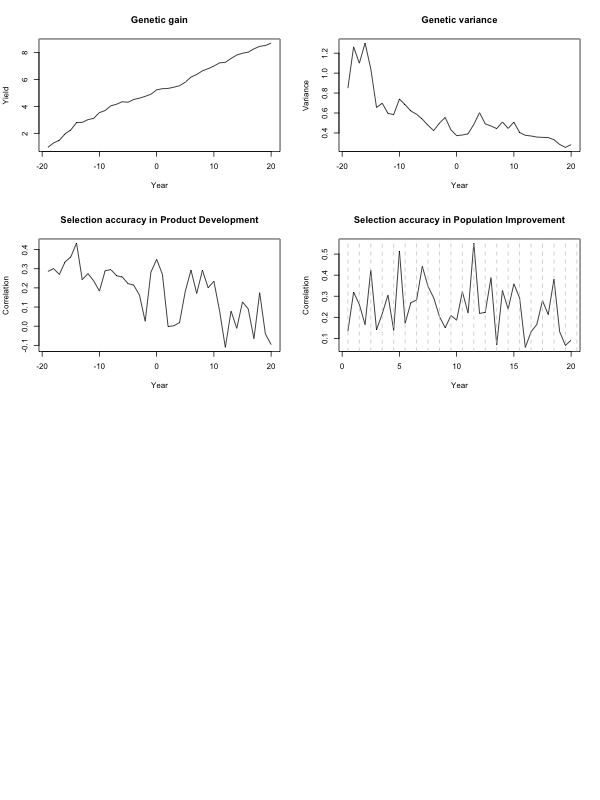 Genetic gain
Yield
8
6
4
2
-20 -10 0 10 20
Year
Genetic variance
Variance
1.2
1.0
0.8
0.6
0.4
-20 -10 0 10 20
Year
Selection accuracy in Product Development
Correlation
0.4
0.3
0.2
0.1
0.0
-0.1
-20 -10 0 10 20
Year
Selection accuracy in Population Improvement
Correlation
0.5
0.4
0.3
0.2
0.1
0 5 10 15 20
Year